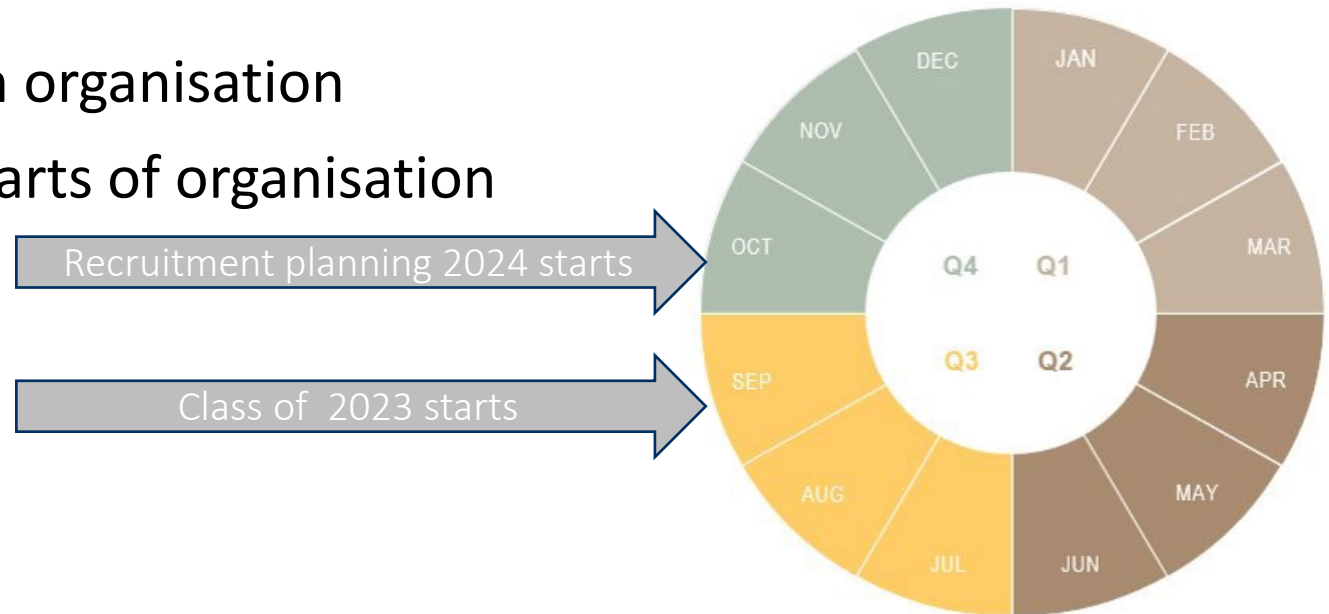 organisation
of organisation
Recruitment planning 2024 starts
Class of 2023 starts
DEC
JAN
NOV
FEB
OCT
MAR
Q4
Q1
Q3
Q2
SEP
APR
AUG
MAY
JUL
JUN